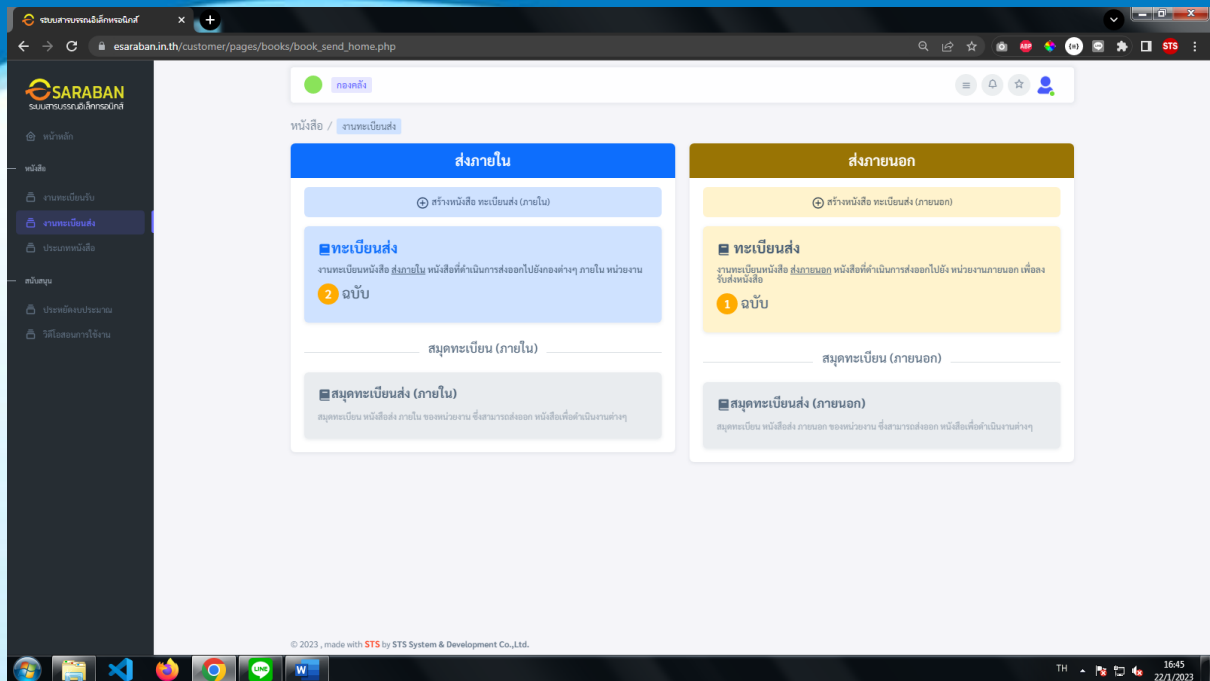 ระบบสารบรรณอิเล็กทรอนิกส์
esaraban.in.th/customer/pages/books/book_send_home.php
ABP
STS
SARABAN
ระบบสารบรรณอิเล็กทรอนิกส์
หน้าหลัก
หนังสือ
งานทะเบียนรับ
งานทะเบียนส่ง
ประเภทหนังสือ
สนับสนุน
ประหยัดงบประมาณ
วิดีโอสอนการใช้งาน
กองคลัง
หนังสือ / งานทะเบียนส่ง
ส่งภายใน
สร้างหนังสือ ทะเบียนส่ง (ภายใน)
ทะเบียนส่ง
งานทะเบียนหนังสือ ส่งภายใน หนังสือที่ดำเนินการส่งออกไปยังกองต่างๆ ภายใน หน่วยงาน
2 ฉบับ
สมุดทะเบียน (ภายใน)
สมุดทะเบียนส่ง (ภายใน)
สมุดทะเบียน หนังสือส่ง ภายใน ของหน่วยงาน ซึ่งสามารถส่งออก หนังสือเพื่อดำเนินงานต่างๆ
ส่งภายนอก
สร้างหนังสือ ทะเบียนส่ง (ภายนอก)
ทะเบียนส่ง
งานทะเบียนหนังสือ ส่งภายนอก หนังสือที่ดำเนินการส่งออกไปยัง หน่วยงานภายนอก เพื่อลง
รับส่งหนังสือ
1 ฉบับ
สมุดทะเบียน (ภายนอก)
สมุดทะเบียนส่ง (ภายนอก)
สมุดทะเบียน หนังสือส่ง ภายนอก ของหน่วยงาน ซึ่งสามารถส่งออก หนังสือเพื่อดำเนินงานต่างๆ
© 2023 , made with STS by STS System & Development Co.,Ltd.
LINE
W
TH
16:45
22/1/2023